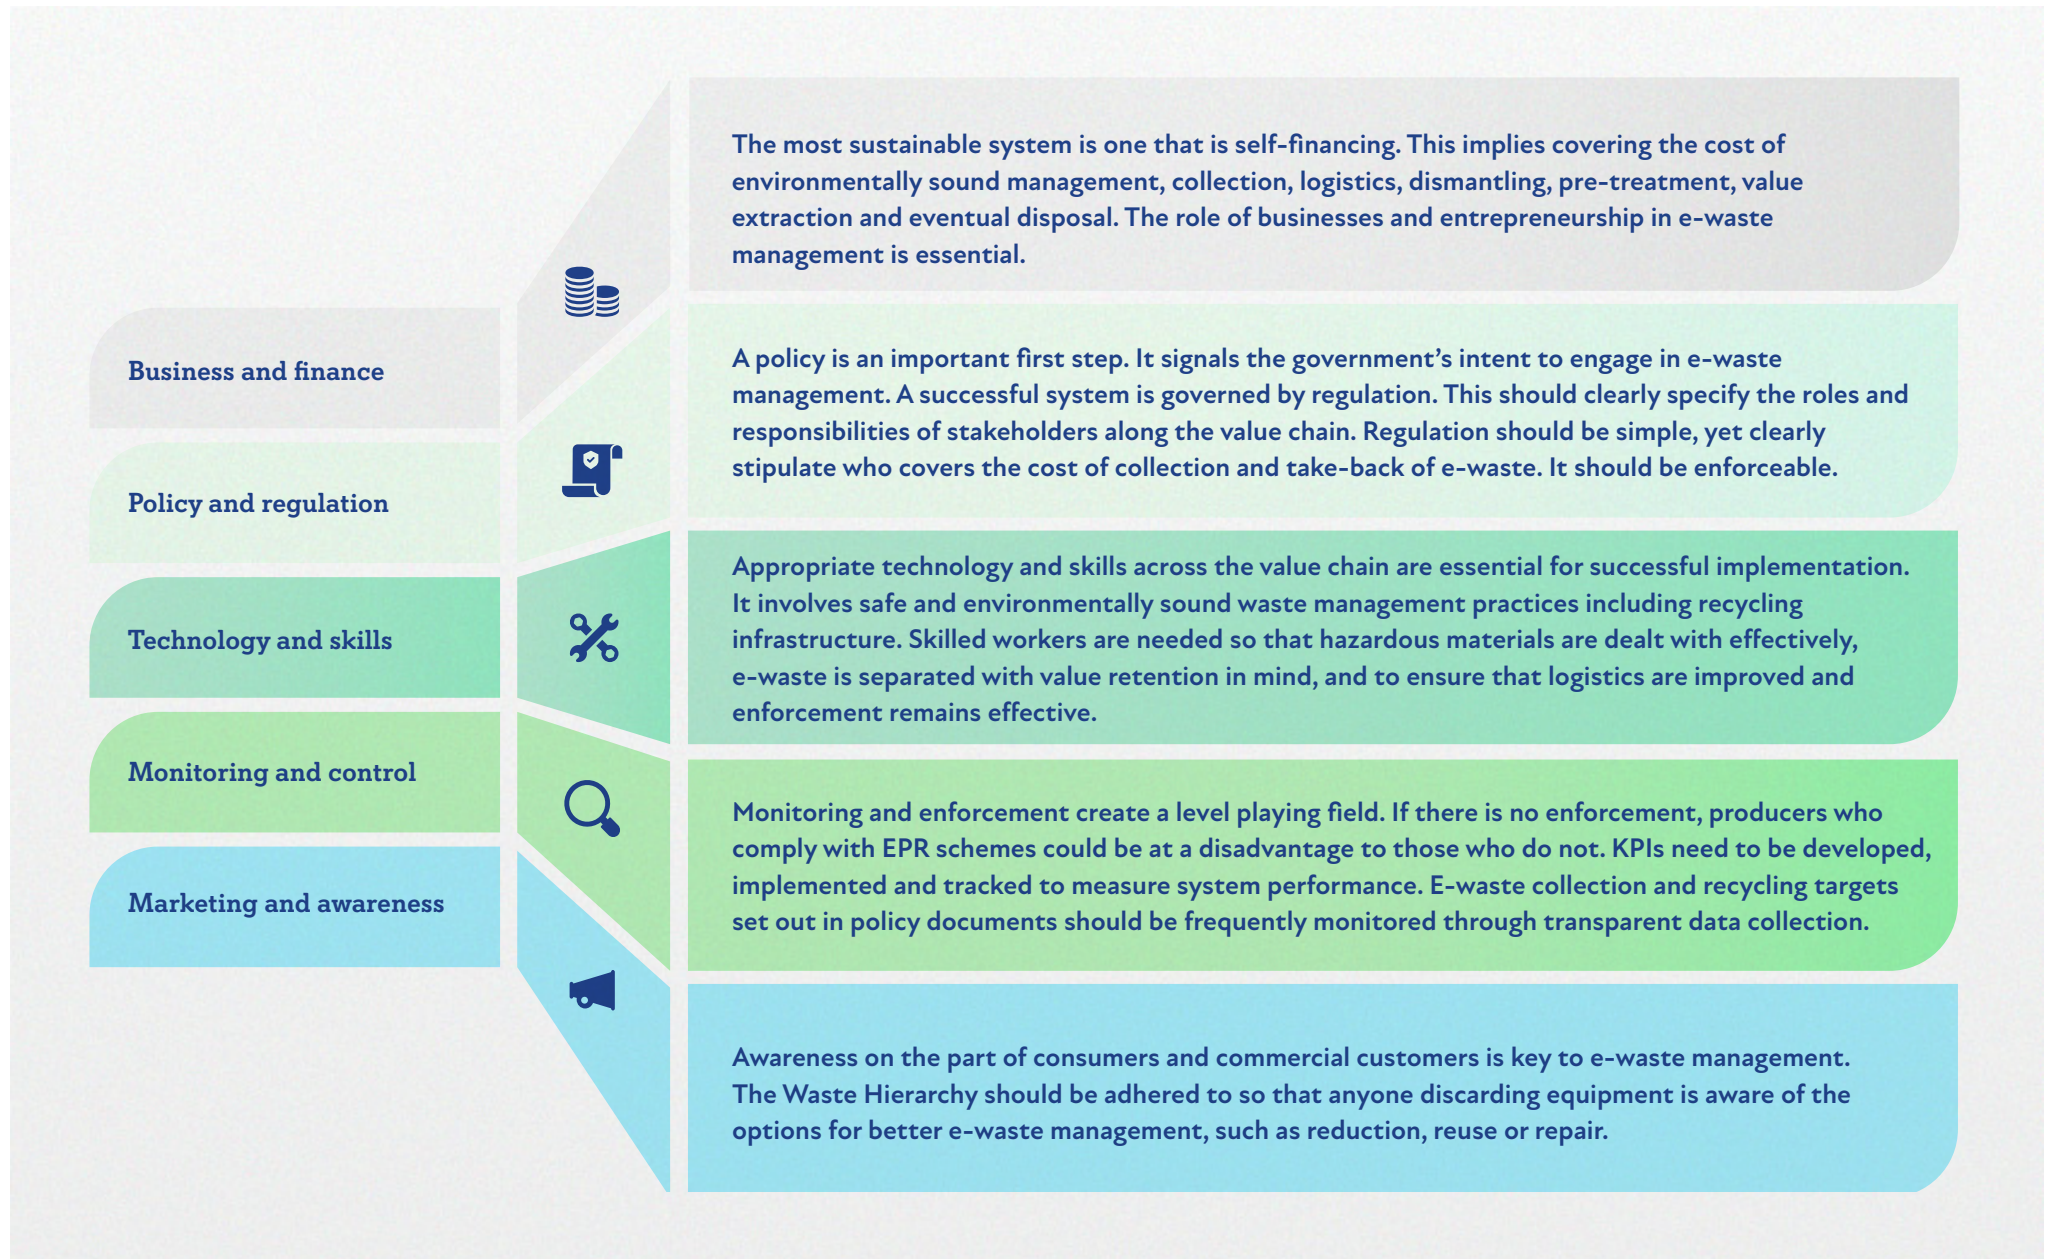 Business and finance
The most sustainable system is one that is self-financing. This implies covering the cost of
environmentally sound management, collection, logistics, dismantling, pre-treatment, value
extraction and eventual disposal. The role of businesses and entrepreneurship in e-waste
management is essential.
Policy and regulation
A policy is an important first step. It signals the government’s intent to engage in e-waste
management. A successful system is governed by regulation. This should clearly specify the roles and
responsibilities of stakeholders along the value chain. Regulation should be simple, yet clearly
stipulate who covers the cost of collection and take-back of e-waste. It should be enforceable.
Technology and skills
Appropriate technology and skills across the value chain are essential for successful implementation.
It involves safe and environmentally sound waste management practices including recycling
infrastructure. Skilled workers are needed so that hazardous materials are dealt with effectively,
e-waste is separated with value retention in mind, and to ensure that logistics are improved and
enforcement remains effective.
Monitoring and control
Monitoring and enforcement create a level playing field. If there is no enforcement, producers who
comply with EPR schemes could be at a disadvantage to those who do not. KPIs need to be developed,
implemented and tracked to measure system performance. E-waste collection and recycling targets
set out in policy documents should be frequently monitored through transparent data collection.
Marketing and awareness
Awareness on the part of consumers and commercial customers is key to e-waste management.
The Waste Hierarchy should be adhered to so that anyone discarding equipment is aware of the
options for better e-waste management, such as reduction, reuse or repair.